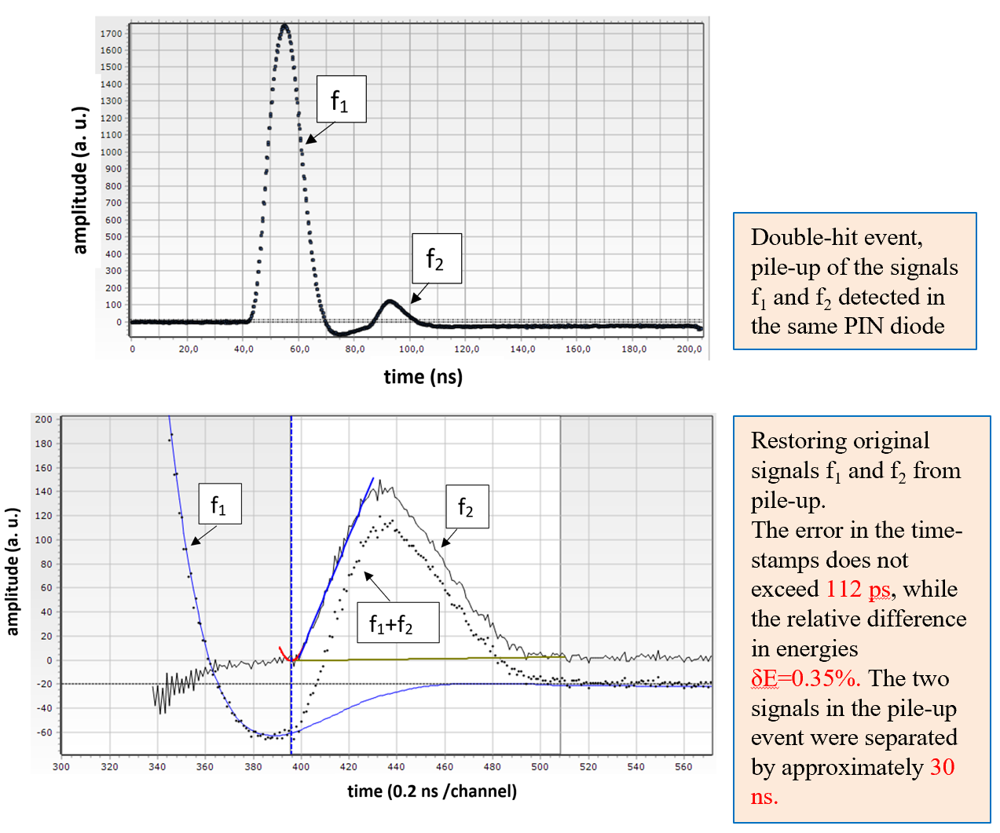 1700
1600
1500
1400
1300
1200
1100
1000
900
800
700
600
500
400
300
200
100
0
amplitude (a. u.)
f1
f2
0 20,0 40,0 60,0 80,0 100,0 120,0 140,0 160,0 180,0 200,0
time (ns)
Double-hit event,
pile-up of the signals
f1 and f2 detected in
the same PIN diode
200
180
160
140
120
100
80
60
40
20
0
-20
-40
-60
amplitude (a. u.)
f1
f2
f1+f2
300 320 340 360 380 400 420 440 460 480 500 520 540 560
time (0.2 ns /channel)
Restoring original
signals f1 and f2 from
pile-up.
The error in the time-
stamps does not
exceed 112 ps, while
the relative difference
in energies
δE=0.35%. The two
signals in the pile-up
event were separated
by approximately 30
ns.